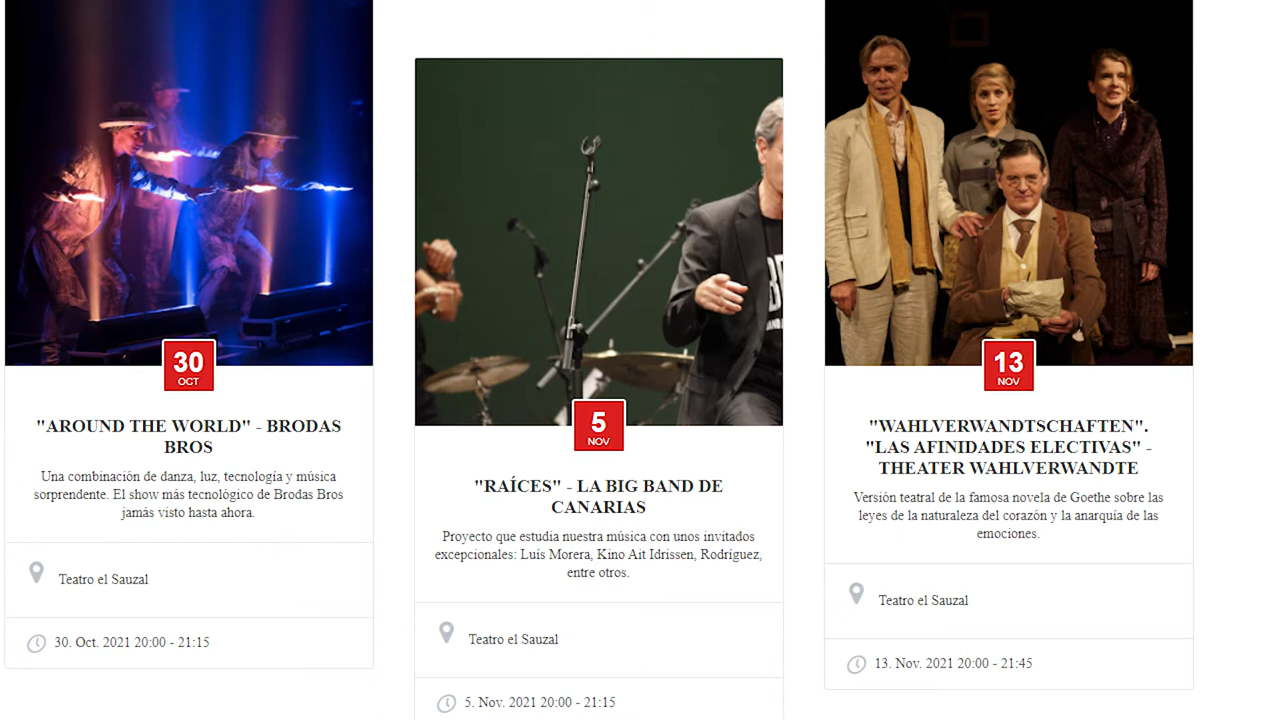 30
OCT
"AROUND THE WORLD" - BRODAS
BROS
Una combinación de danza, luz, tecnología y música
sorprendente. El show más tecnológico de Brodas Bros
jamás visto hasta ahora.
Teatro el Sauzal
30. Oct. 2021 20:00 - 21:15
5
NOV
"RAÍCES" - LA BIG BAND DE
CANARIAS
Proyecto que estudia nuestra música con unos invitados
excepcionales: Luís Morera, Kino Ait Idrissen, Rodríguez,
entre otros.
Teatro el Sauzal
5. Nov. 2021 20:00 - 21:15
13
NOV
"WAHLVERWANDTSCHAFTEN".
"LAS AFINIDADES ELECTIVAS" -
THEATER WAHLVERWANDTE
Versión teatral de la famosa novela de Goethe sobre las
leyes de la naturaleza del corazón y la anarquía de las
emociones.
Teatro el Sauzal
13. Nov. 2021 20:00 - 21:45